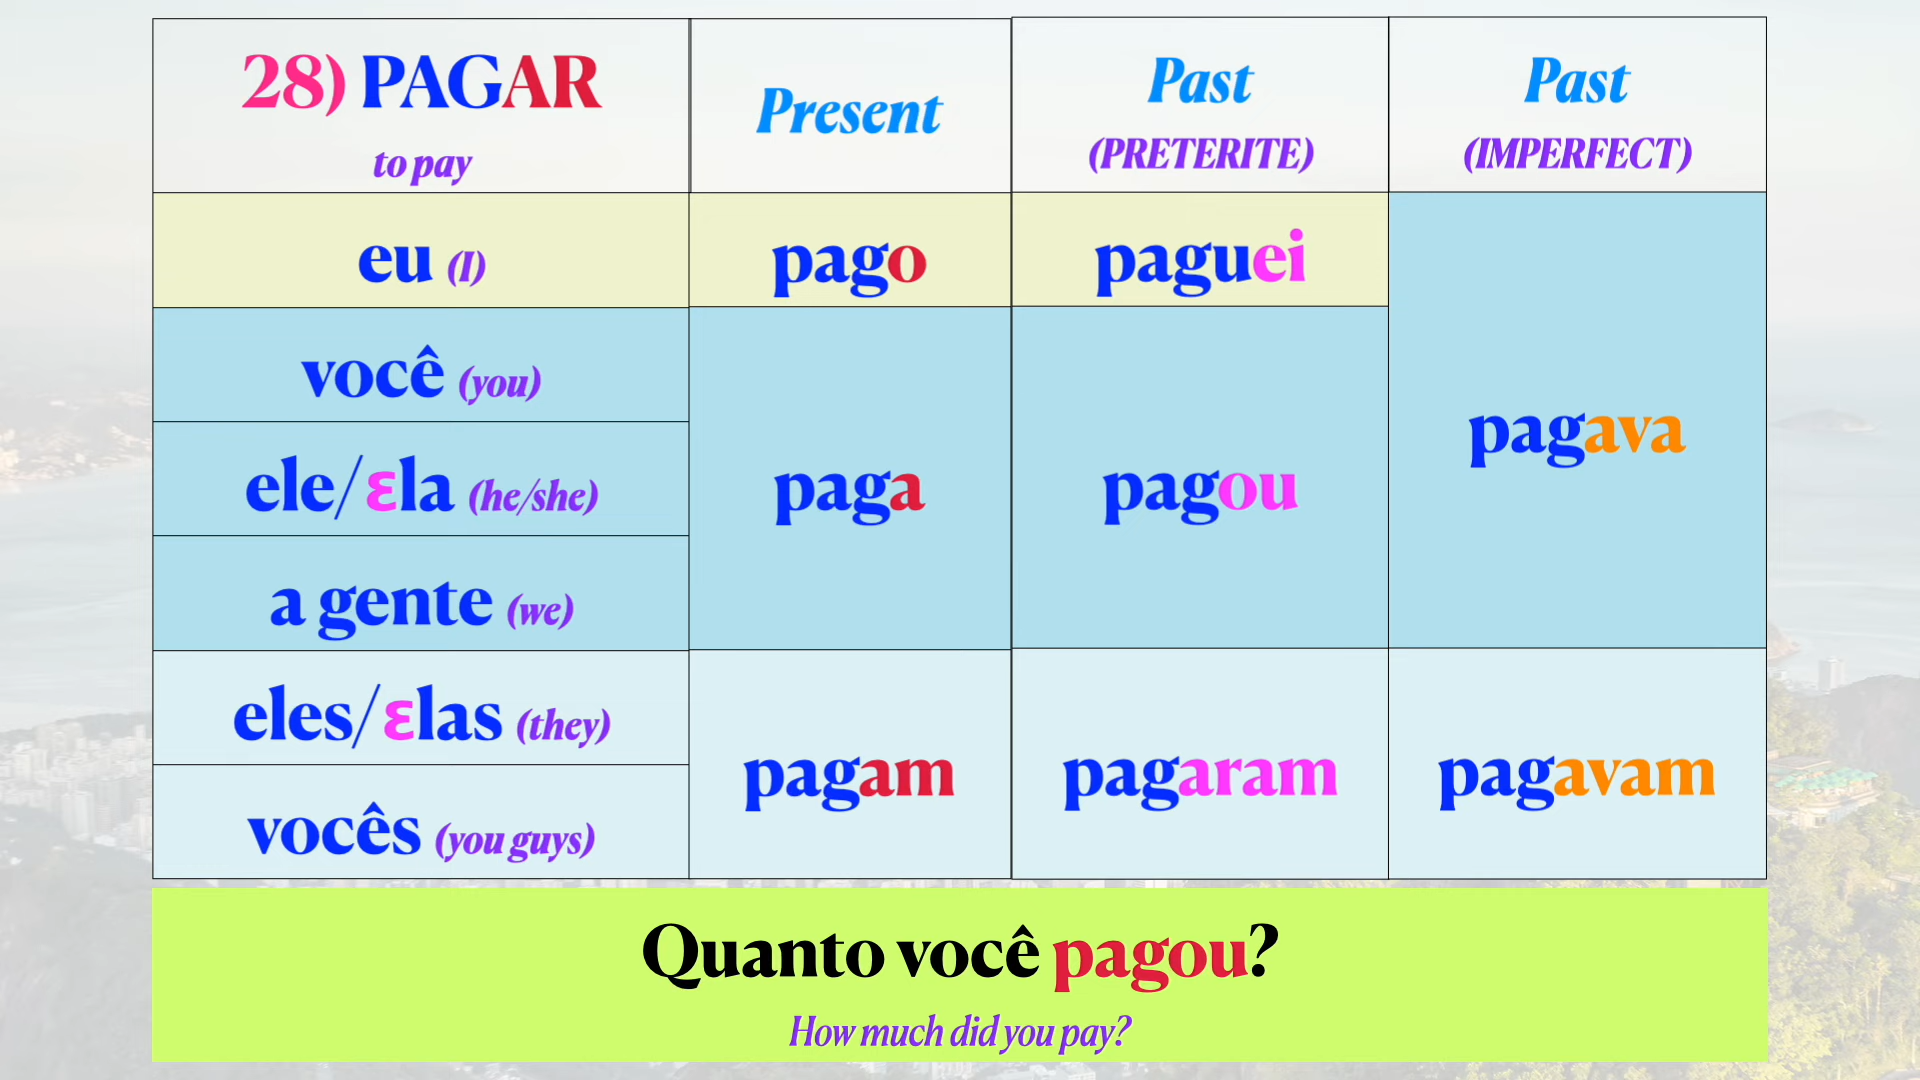 28) PAGAR
to pay
Present
Past
(PRETERITE)
Past
(IMPERFECT)
eu (I)
pago
paguei
pagava
você (you)
ele/ɛla (he/she)
a gente (we)
paga
pagou
eles/ɛlas (they)
vocês (you guys)
pagam
pagaram
pagavam
Quanto você pagou?
How much did you pay?